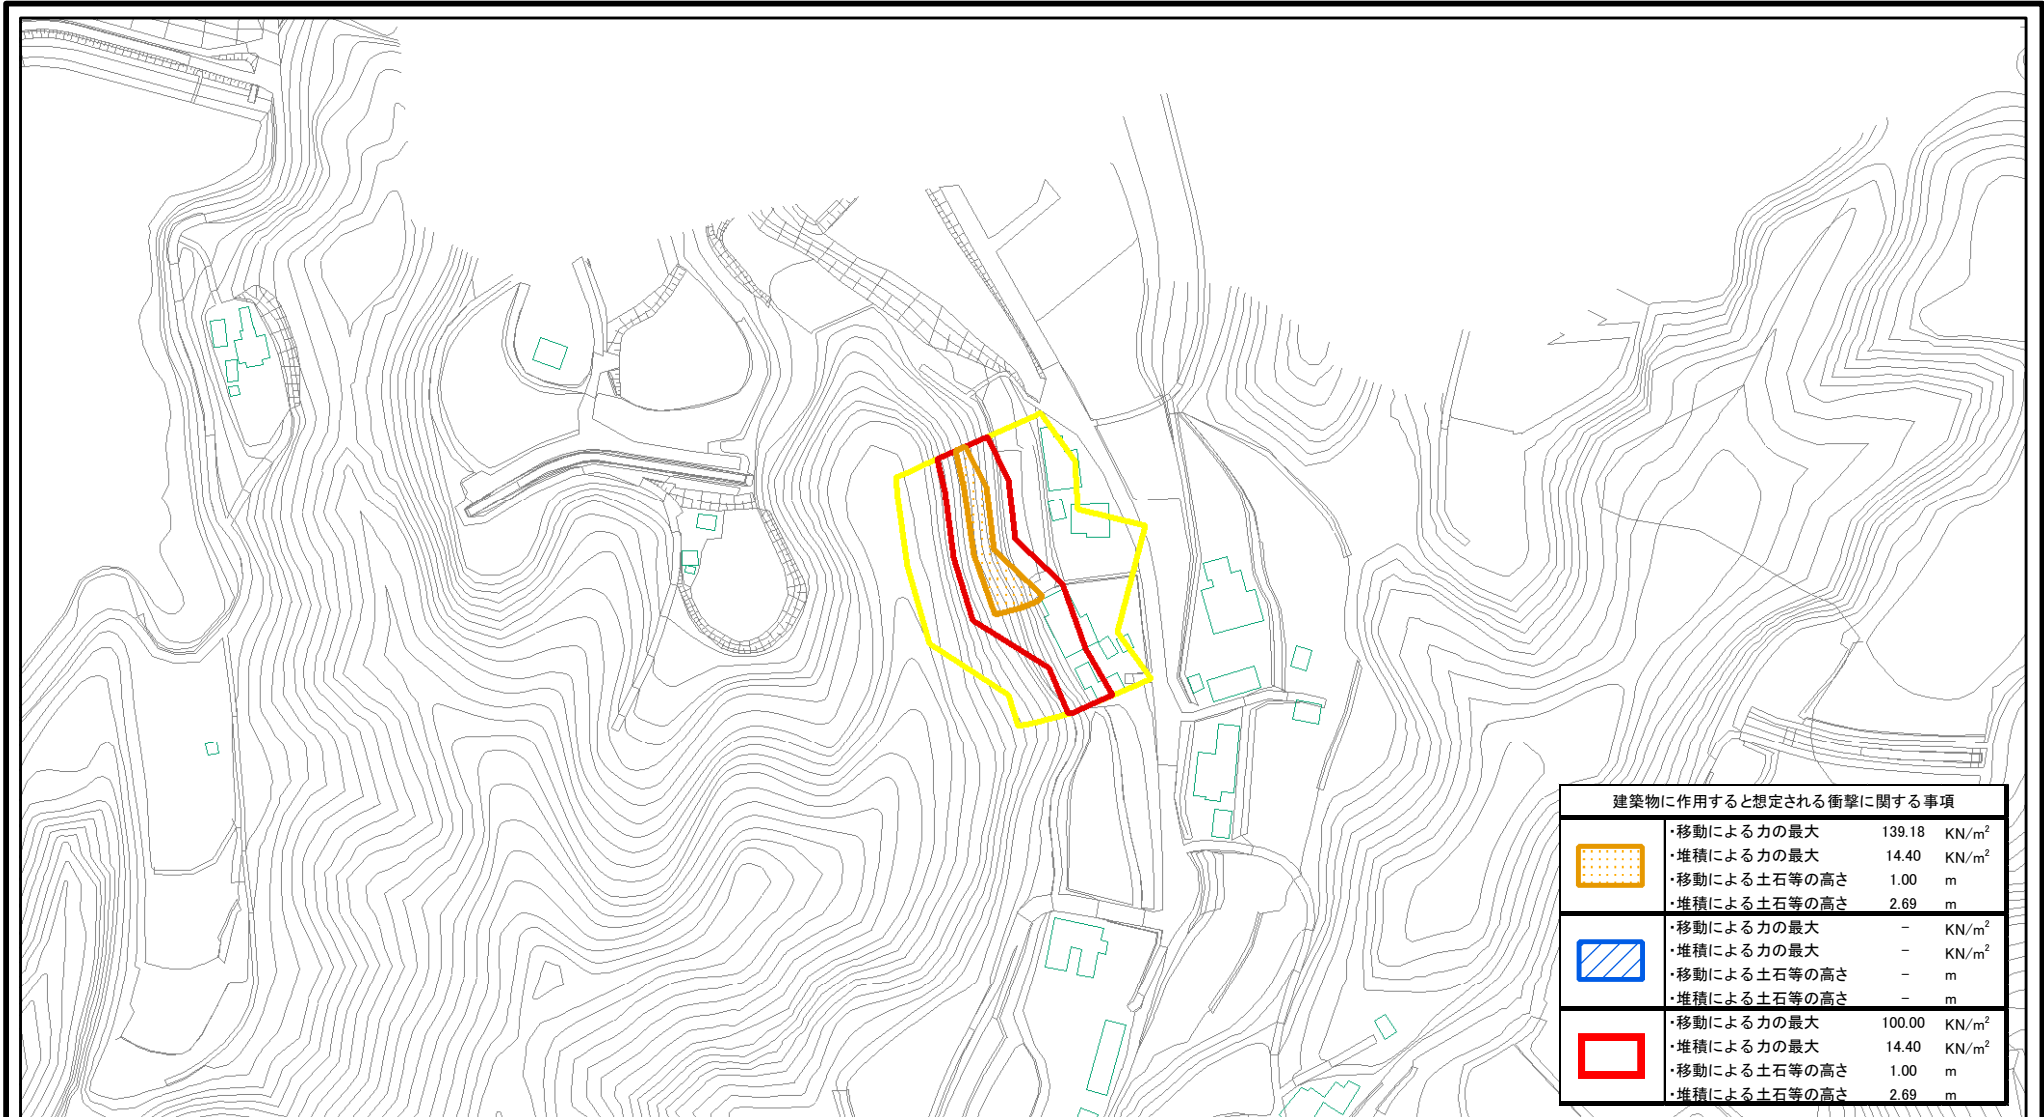 建築物に作用すると想定される衝撃に関する事項
・移動による力の最大 139.18 KN/m²
・堆積による力の最大 14.40 KN/m²
・移動による土石等の高さ 1.00 m
・堆積による土石等の高さ 2.69 m
・移動による力の最大 － KN/m²
・堆積による力の最大 － KN/m²
・移動による土石等の高さ － m
・堆積による土石等の高さ － m
・移動による力の最大 100.00 KN/m²
・堆積による力の最大 14.40 KN/m²
・移動による土石等の高さ 1.00 m
・堆積による土石等の高さ 2.69 m